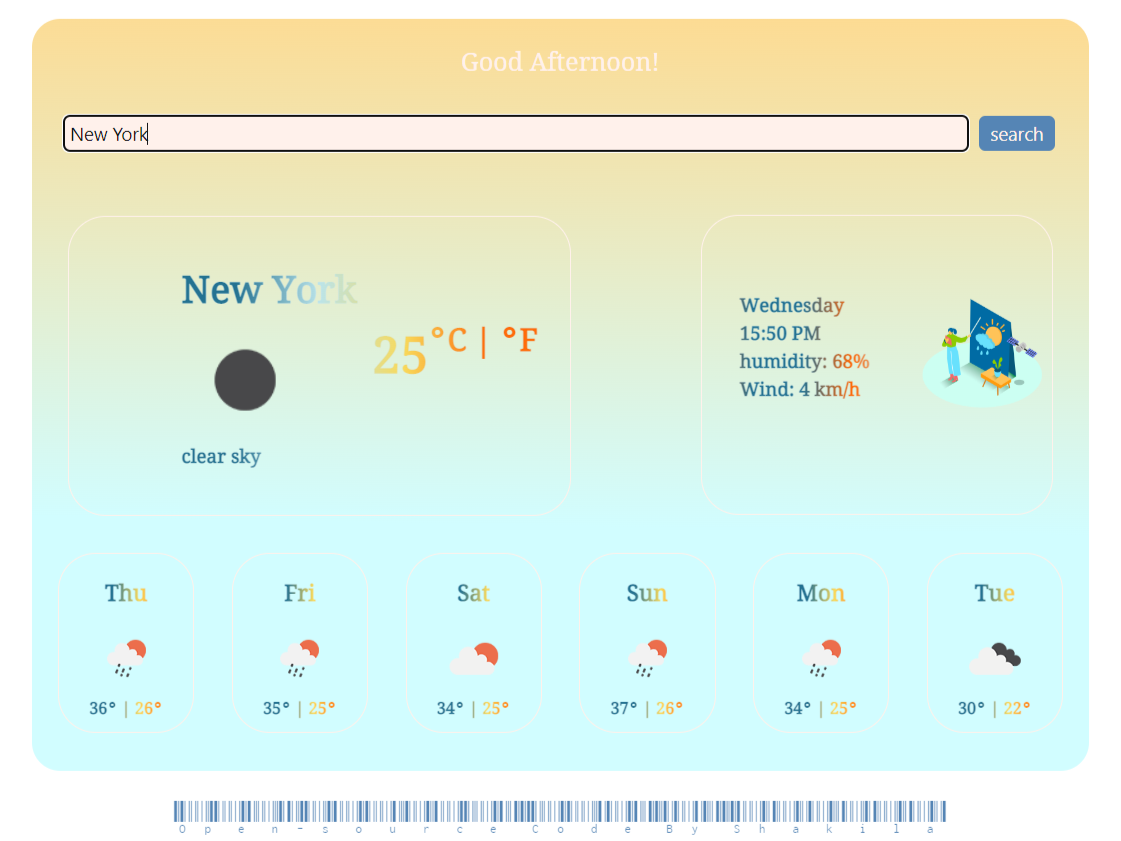 Good Afternoon!
New York search
New York
25°C | °F
clear sky
Wednesday
15:50 PM
humidity: 68%
Wind: 4 km/h
Thu Fri Sat Sun Mon Tue
36° | 26° 35° | 25° 34° | 25° 37° | 26° 34° | 25° 30° | 22°
Open-source Code By Shakila